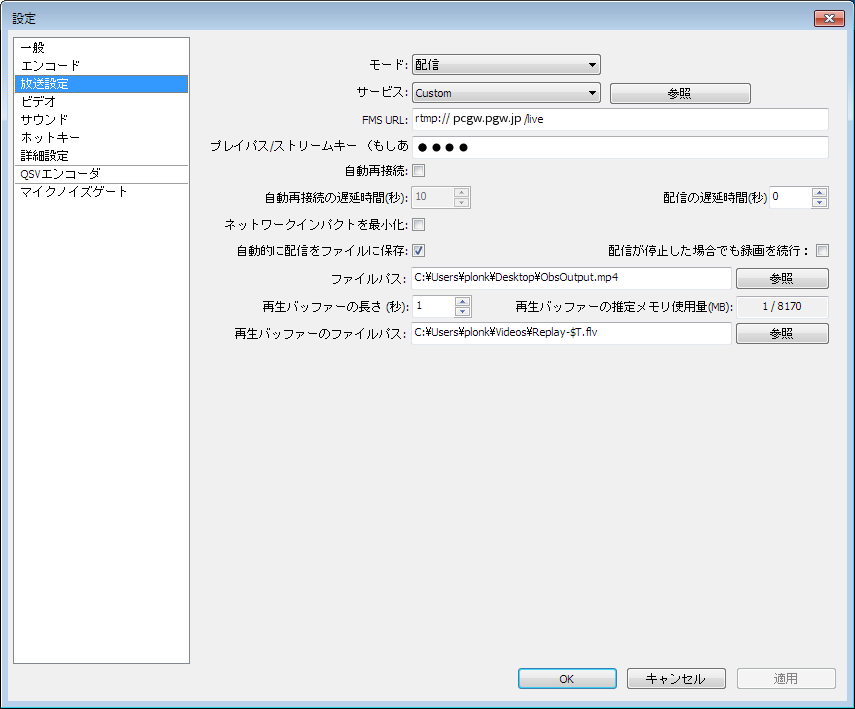 設定
一般
エンコード
放送設定
ビデオ
サウンド
ホットキー
詳細設定
QSVエンコーダ
マイクノイズゲート
モード: 配信
サービス: Custom 参照
FMS URL: rtmp:// pcgw.pgw.jp /live
プレイパス/ストリームキー (もしあ ●●●●
自動再接続:
自動再接続の遅延時間(秒): 10 配信の遅延時間(秒) 0
ネットワークインパクトを最小化:
自動的に配信をファイルに保存: 配信が停止した場合でも録画を続行:
ファイルパス: C:¥Users¥plonk¥Desktop¥ObsOutput.mp4 参照
再生バッファーの長さ (秒): 1 再生バッファーの推定メモリ使用量(MB): 1 / 8170
再生バッファーのファイルパス: C:¥Users¥plonk¥Videos¥Replay-$T.flv 参照
OK キャンセル 適用